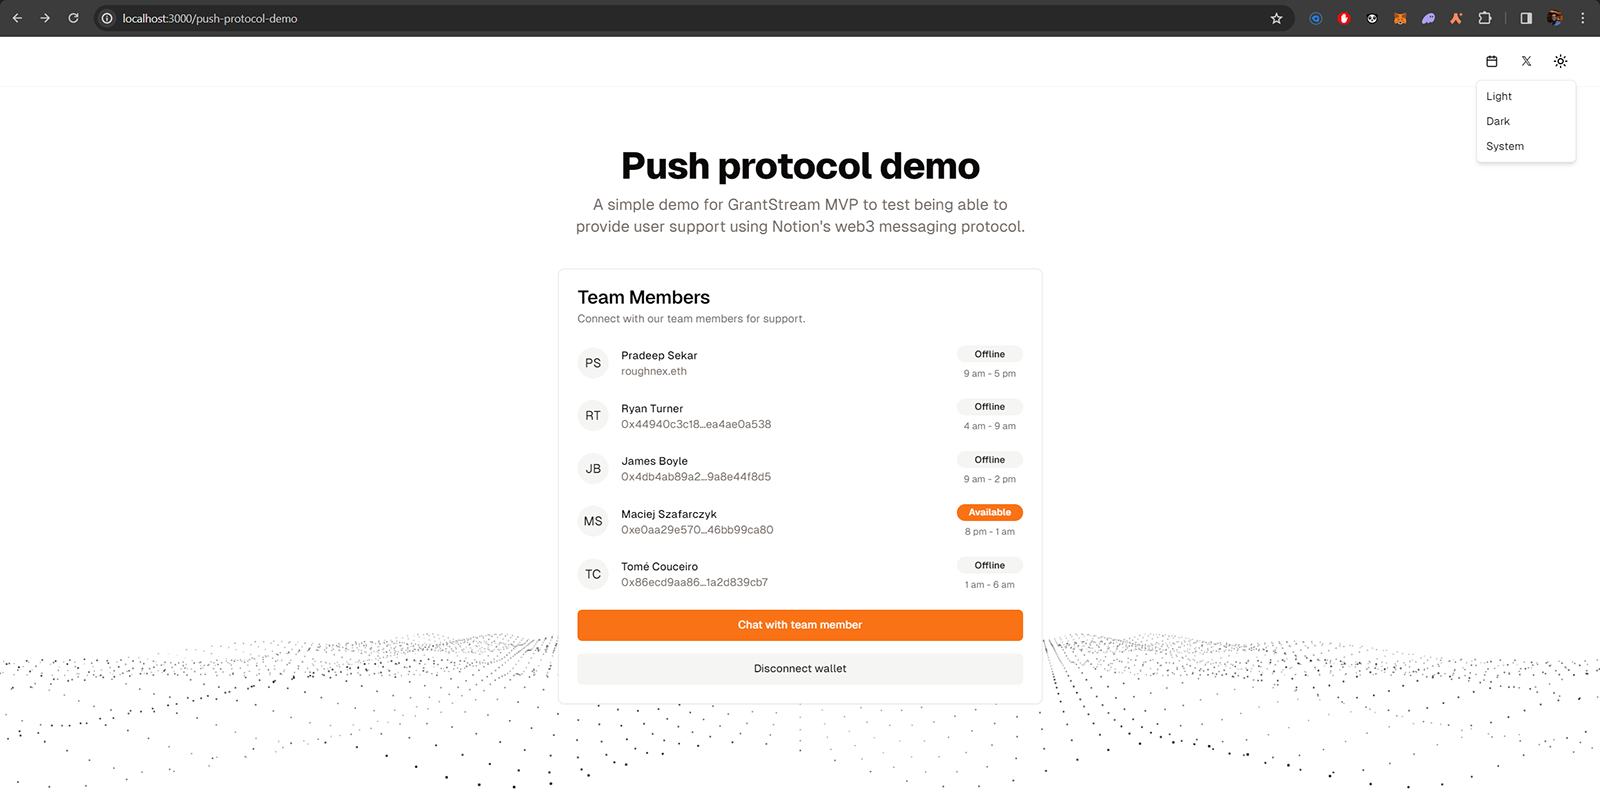 localhost:3000/push-protocol-demo
Light
Dark
System
Push protocol demo
A simple demo for GrantStream MVP to test being able to
provide user support using Notion's web3 messaging protocol.
Team Members
Connect with our team members for support.
PS
Pradeep Sekar
roughnex.eth
Offline
9 am - 5 pm
RT
Ryan Turner
0x44940c3c18...ea4ae0a538
Offline
4 am - 9 am
JB
James Boyle
0x4db4ab89a2...9a8e44f8d5
Offline
9 am - 2 pm
MS
Maciej Szafarczyk
0xe0aa29e570...46bb99ca80
Available
8 pm - 1 am
TC
Tomé Couceiro
0x86ecd9aa86...1a2d839cb7
Offline
1 am - 6 am
Chat with team member
Disconnect wallet